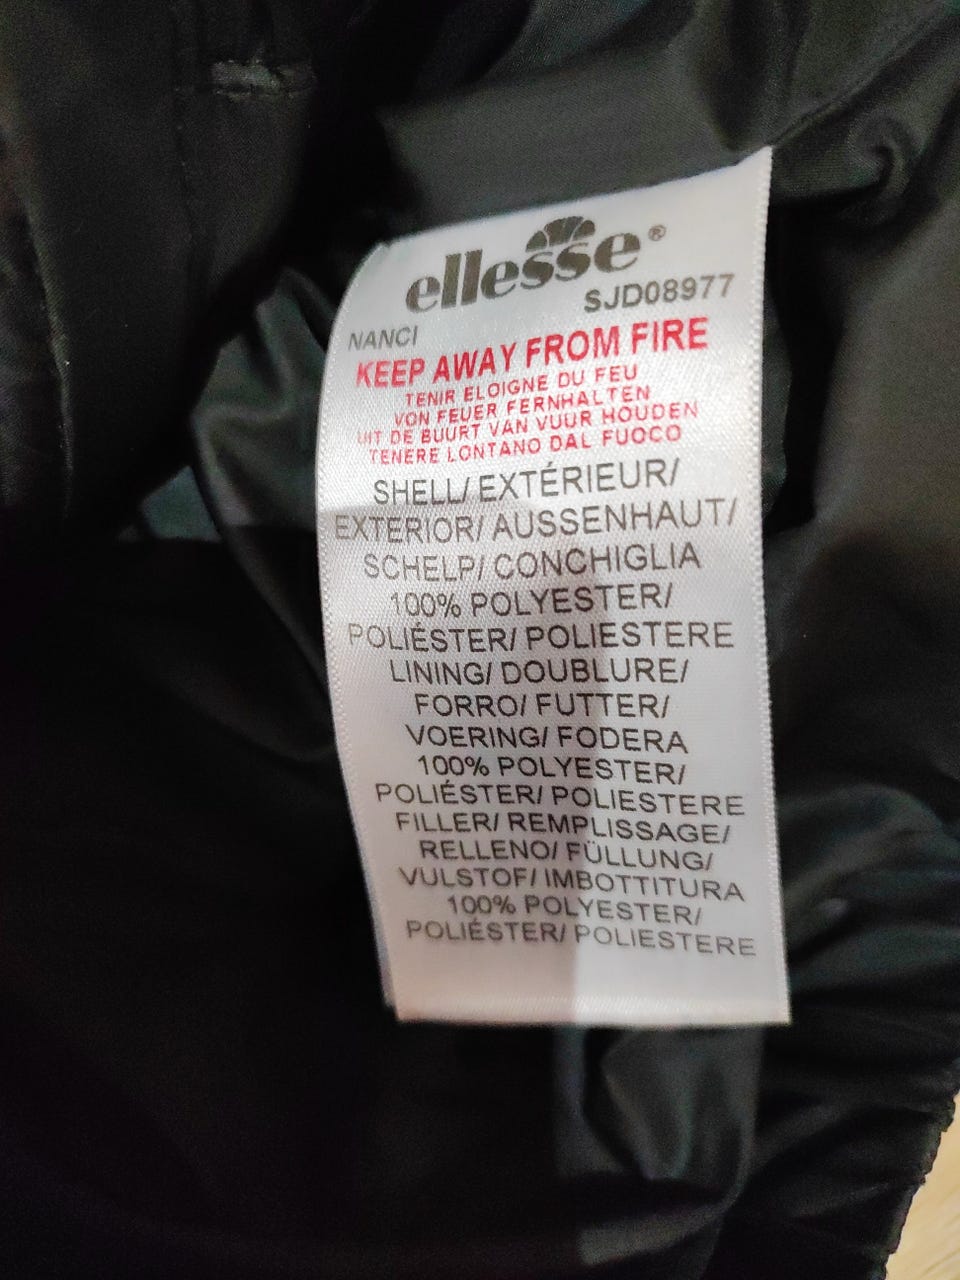 ellesse®
SJD08977
NANCI
KEEP AWAY FROM FIRE
TENIR ELOIGNE DU FEU
VON FEUER FERNHALTEN
UIT DE BUURT VAN VUUR HOUDEN
TENERE LONTANO DAL FUOCO
SHELL/ EXTÉRIEUR/
EXTERIOR/ AUSSENHAUT/
SCHELP/ CONCHIGLIA
100% POLYESTER/
POLIÉSTER/ POLIESTERE
LINING/ DOUBLURE/
FORRO/ FUTTER/
VOERING/ FODERA
100% POLYESTER/
POLIÉSTER/ POLIESTERE
FILLER/ REMPLISSAGE/
RELLENO/ FÜLLUNG/
VULSTOF/ IMBOTTITURA
100% POLYESTER/
POLIÉSTER/ POLIESTERE